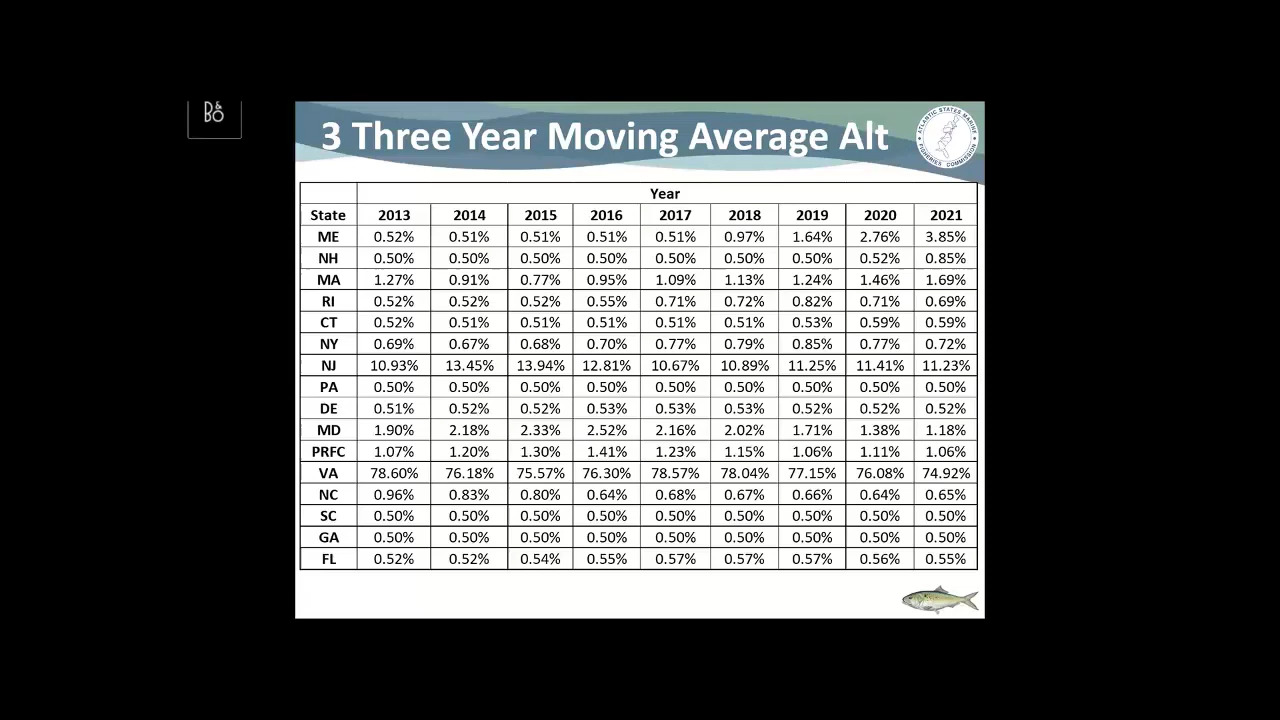 B&
BO
3 Three Year Moving Average Alt
ATLANTIC STATES MARINE
FISHERIES COMMISSION
Year
State 2013 2014 2015 2016 2017 2018 2019 2020 2021
ME 0.52% 0.51% 0.51% 0.51% 0.51% 0.97% 1.64% 2.76% 3.85%
NH 0.50% 0.50% 0.50% 0.50% 0.50% 0.50% 0.50% 0.52% 0.85%
MA 1.27% 0.91% 0.77% 0.95% 1.09% 1.13% 1.24% 1.46% 1.69%
RI 0.52% 0.52% 0.52% 0.55% 0.71% 0.72% 0.82% 0.71% 0.69%
CT 0.52% 0.51% 0.51% 0.51% 0.51% 0.51% 0.53% 0.59% 0.59%
NY 0.69% 0.67% 0.68% 0.70% 0.77% 0.79% 0.85% 0.77% 0.72%
NJ 10.93% 13.45% 13.94% 12.81% 10.67% 10.89% 11.25% 11.41% 11.23%
PA 0.50% 0.50% 0.50% 0.50% 0.50% 0.50% 0.50% 0.50% 0.50%
DE 0.51% 0.52% 0.52% 0.53% 0.53% 0.53% 0.52% 0.52% 0.52%
MD 1.90% 2.18% 2.33% 2.52% 2.16% 2.02% 1.71% 1.38% 1.18%
PRFC 1.07% 1.20% 1.30% 1.41% 1.23% 1.15% 1.06% 1.11% 1.06%
VA 78.60% 76.18% 75.57% 76.30% 78.57% 78.04% 77.15% 76.08% 74.92%
NC 0.96% 0.83% 0.80% 0.64% 0.68% 0.67% 0.66% 0.64% 0.65%
SC 0.50% 0.50% 0.50% 0.50% 0.50% 0.50% 0.50% 0.50% 0.50%
GA 0.50% 0.50% 0.50% 0.50% 0.50% 0.50% 0.50% 0.50% 0.50%
FL 0.52% 0.52% 0.54% 0.55% 0.57% 0.57% 0.57% 0.56% 0.55%